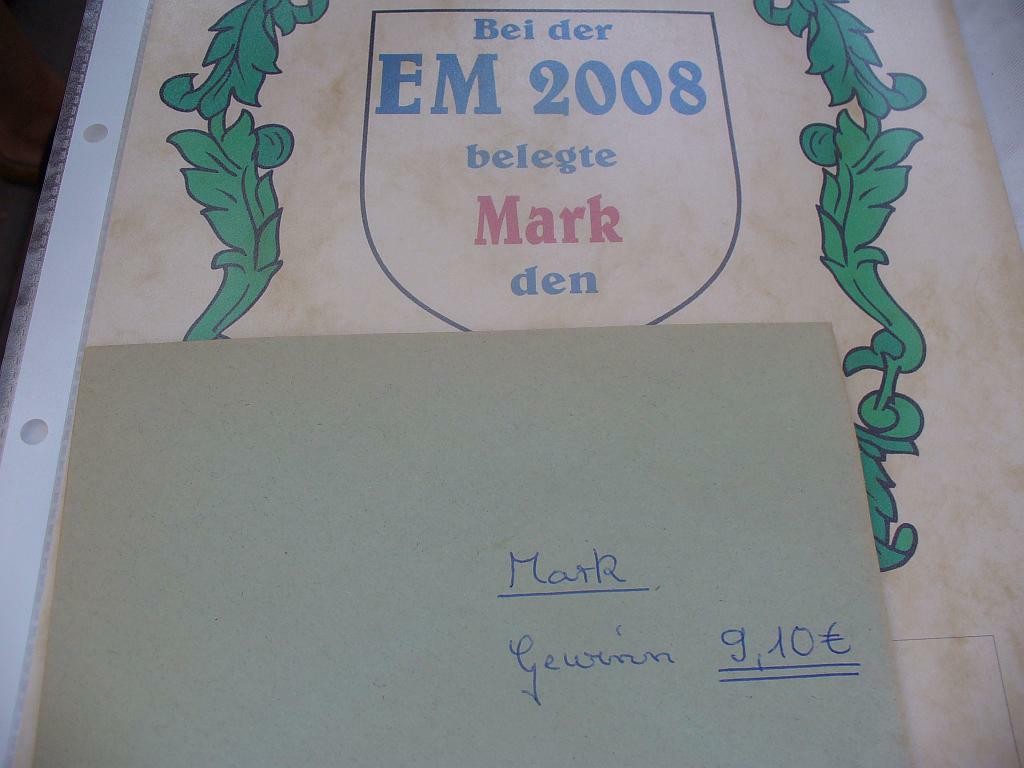 Bei der
EM 2008
belegte
Mark
den
Mark
Gewinn 9,10€